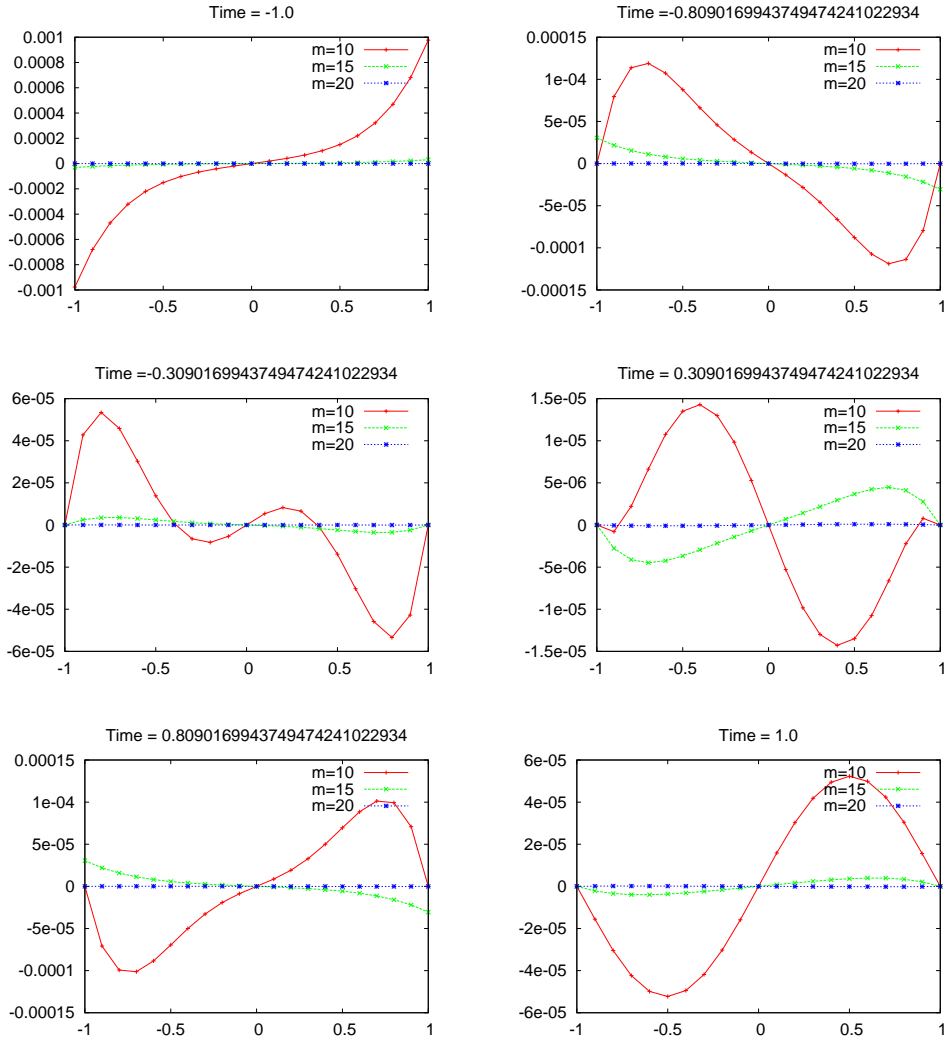 Time = -1.0
0.001
0.0008
0.0006
0.0004
0.0002
0
-0.0002
-0.0004
-0.0006
-0.0008
-0.001
-1
-0.5
0
0.5
1
m=10
m=15
m=20
Time = -0.8090169943749474241022934
0.00015
1e-04
5e-05
0
-5e-05
-0.0001
-0.00015
-1
-0.5
0
0.5
1
m=10
m=15
m=20
Time =-0.3090169943749474241022934
6e-05
4e-05
2e-05
0
-2e-05
-4e-05
-6e-05
-1
-0.5
0
0.5
1
m=10
m=15
m=20
Time = 0.3090169943749474241022934
1.5e-05
1e-05
5e-06
0
-5e-06
-1e-05
-1.5e-05
-1
-0.5
0
0.5
1
m=10
m=15
m=20
Time = 0.8090169943749474241022934
0.00015
1e-04
5e-05
0
-5e-05
-0.0001
-0.00015
-1
-0.5
0
0.5
1
m=10
m=15
m=20
Time = 1.0
6e-05
4e-05
2e-05
0
-2e-05
-4e-05
-6e-05
-1
-0.5
0
0.5
1
m=10
m=15
m=20